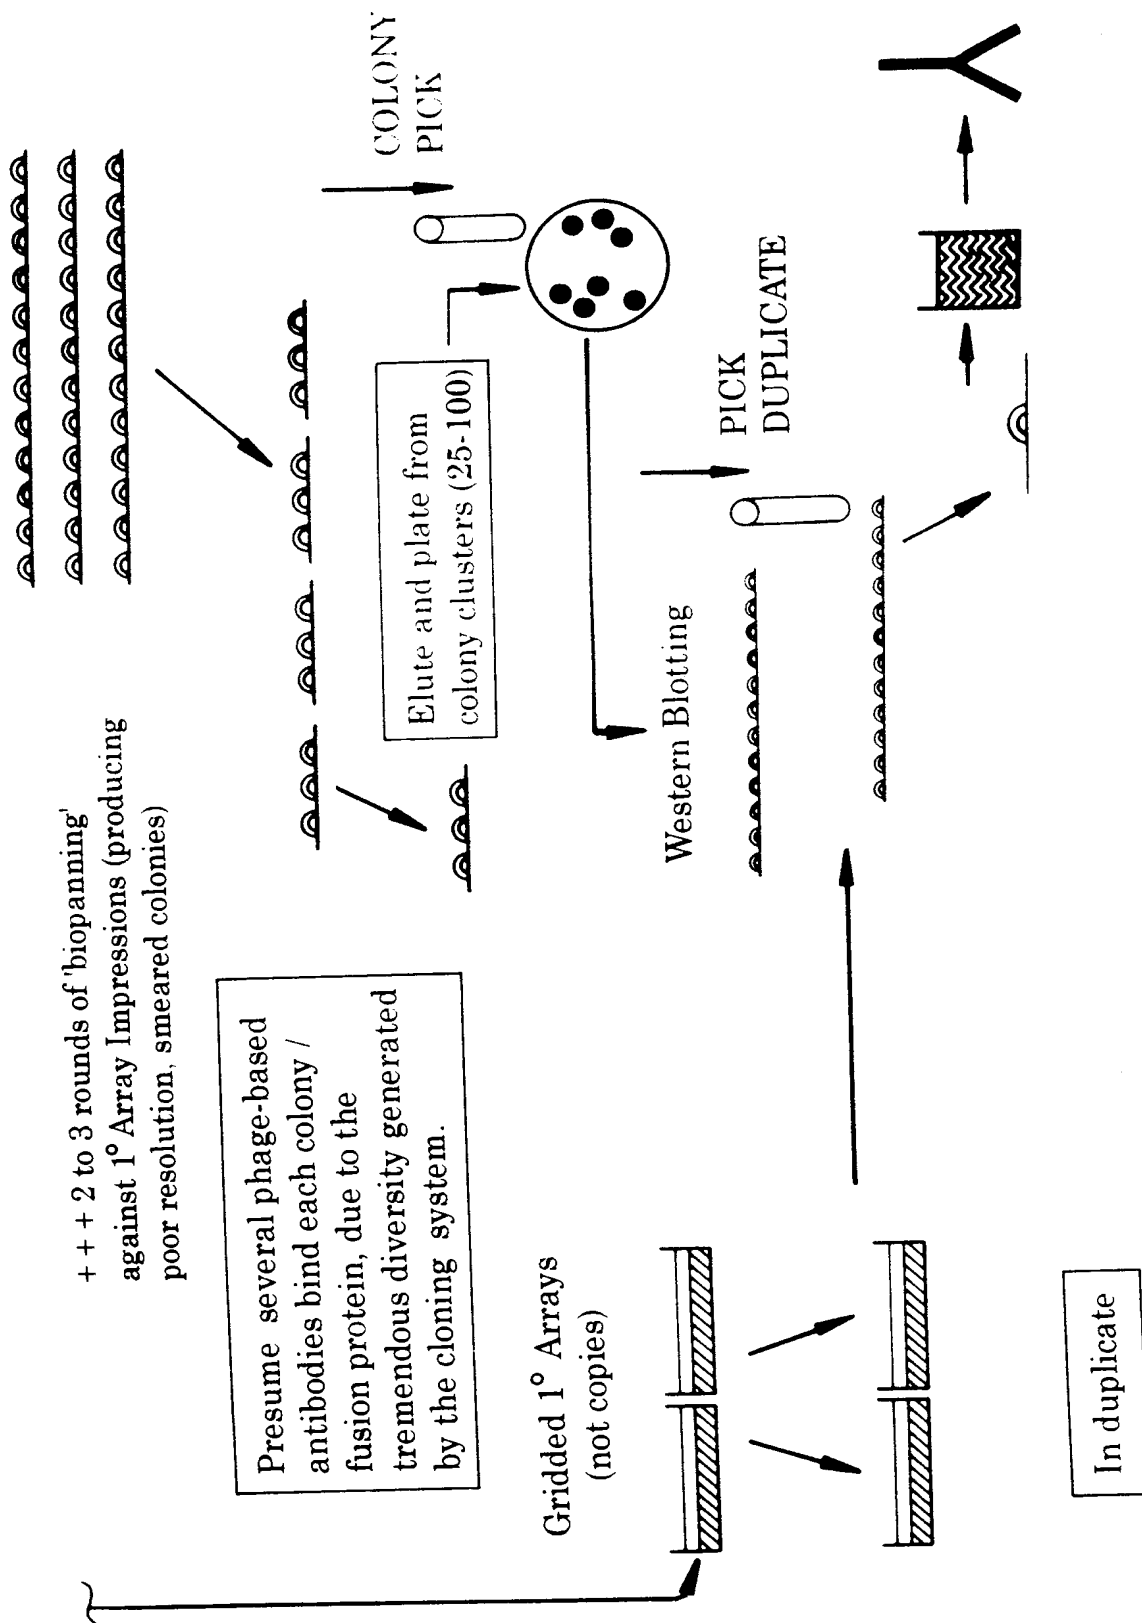 + + + 2 to 3 rounds of 'biopanning'
against 1° Array Impressions (producing
poor resolution, smeared colonies)
Presume several phage-based
antibodies bind each colony /
fusion protein, due to the
tremendous diversity generated
by the cloning system.
COLONY
PICK
Elute and plate from
colony clusters (25-100)
Gridded 1° Arrays
(not copies)
Western Blotting
PICK
DUPLICATE
In duplicate